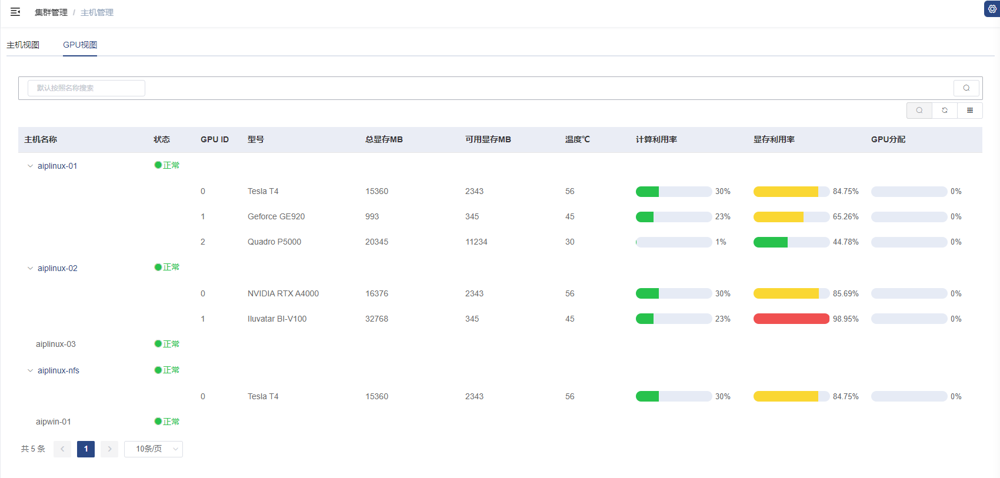 集群管理 / 主机管理
主机视图 GPU视图
默认按照名称搜索
主机名称 状态 GPU ID 型号 总显存MB 可用显存MB 温度℃ 计算利用率 显存利用率 GPU分配
aiplinux-01 正常
0 Tesla T4 15360 2343 56 30% 84.75% 0%
1 Geforce GE920 993 345 45 23% 65.26% 0%
2 Quadro P5000 20345 11234 30 1% 44.78% 0%
aiplinux-02 正常
0 NVIDIA RTX A4000 16376 2343 56 30% 85.69% 0%
1 Iluvatar BI-V100 32768 345 45 23% 98.95% 0%
aiplinux-03 正常
aiplinux-nfs 正常
0 Tesla T4 15360 2343 56 30% 84.75% 0%
aipwin-01 正常
共 5 条 1 10条/页